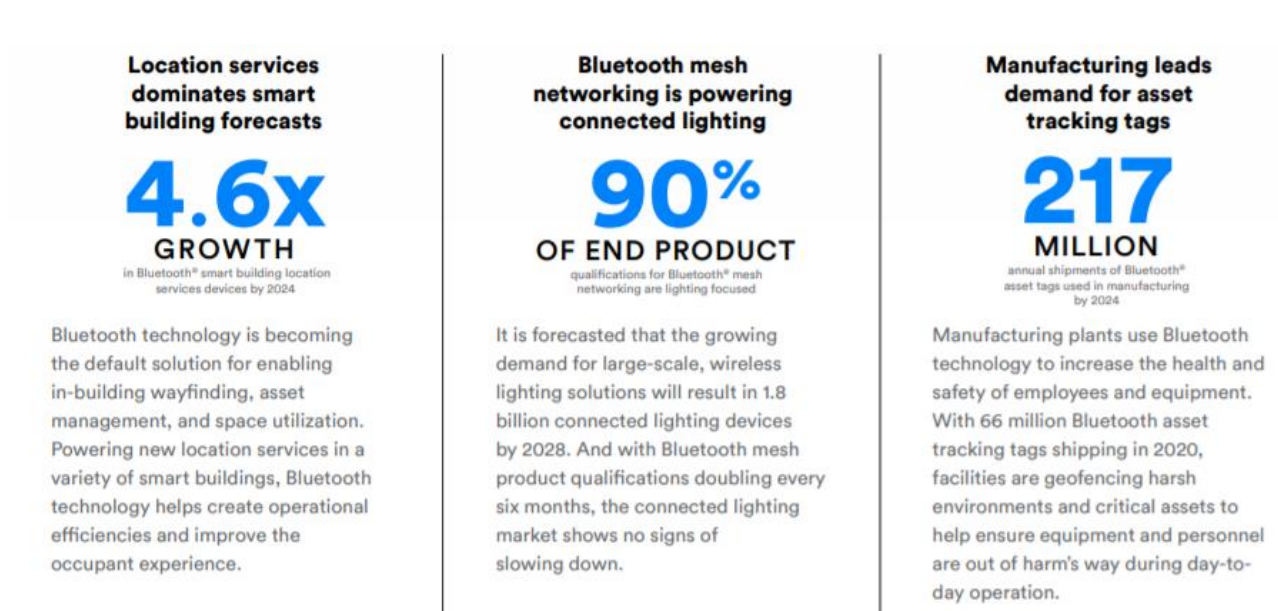 Location services
dominates smart
building forecasts
4.6x
GROWTH
in Bluetooth® smart building location
services devices by 2024
Bluetooth technology is becoming
the default solution for enabling
in-building wayfinding, asset
management, and space utilization.
Powering new location services in a
variety of smart buildings, Bluetooth
technology helps create operational
efficiencies and improve the
occupant experience.
Bluetooth mesh
networking is powering
connected lighting
90%
OF END PRODUCT
qualifications for Bluetooth® mesh
networking are lighting focused
It is forecasted that the growing
demand for large-scale, wireless
lighting solutions will result in 1.8
billion connected lighting devices
by 2028. And with Bluetooth mesh
product qualifications doubling every
six months, the connected lighting
market shows no signs of
slowing down.
Manufacturing leads
demand for asset
tracking tags
217
MILLION
annual shipments of Bluetooth®
asset tags used in manufacturing
by 2024
Manufacturing plants use Bluetooth
technology to increase the health and
safety of employees and equipment.
With 66 million Bluetooth asset
tracking tags shipping in 2020,
facilities are geofencing harsh
environments and critical assets to
help ensure equipment and personnel
are out of harm's way during day-to-
day operation.